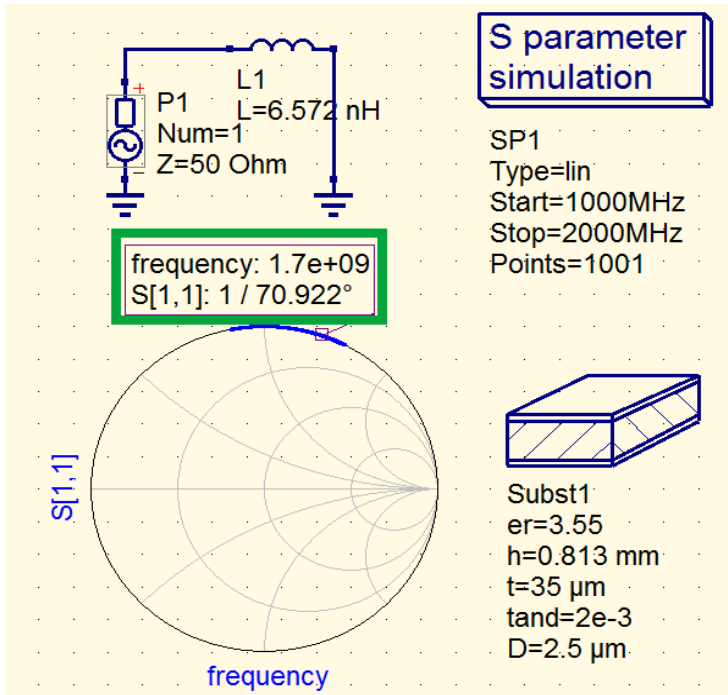 S parameter
simulation
L1
L=6.572 nH
P1
Num=1
Z=50 Ohm
+
-
SP1
Type=lin
Start=1000MHz
Stop=2000MHz
Points=1001
frequency: 1.7e+09
S[1,1]: 1 / 70.922°
S[1,1]
frequency
Subst1
er=3.55
h=0.813 mm
t=35 µm
tand=2e-3
D=2.5 µm